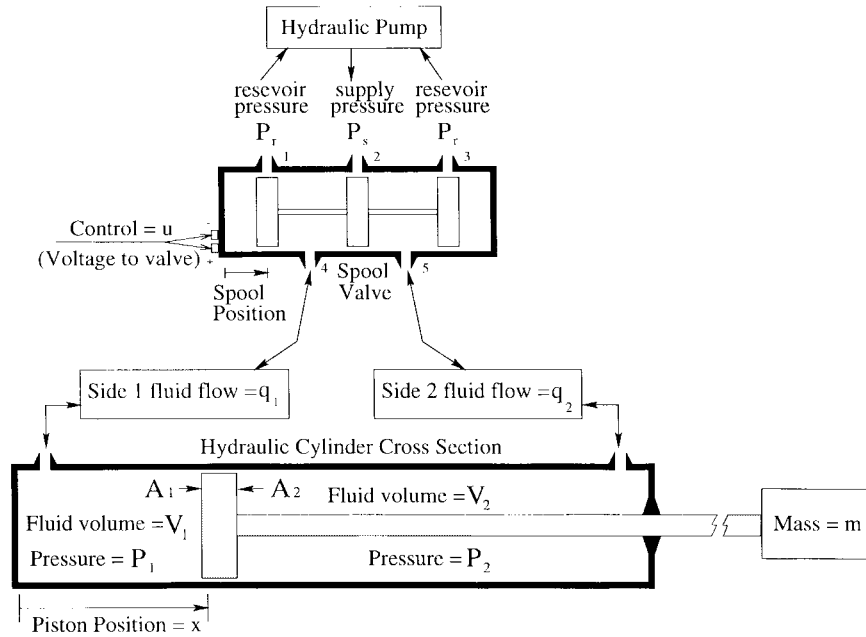 Hydraulic Pump
resevoir supply resevoir
pressure pressure pressure
P_r P_s P_r
1 2 3
Control = u
(Voltage to valve)
-
+
4 Spool 5
Valve
Spool
Position
Side 1 fluid flow =q_1
Side 2 fluid flow =q_2
Hydraulic Cylinder Cross Section
A_1 A_2
Fluid volume =V_2
Fluid volume =V_1
Mass = m
Pressure = P_1
Pressure = P_2
Piston Position = x